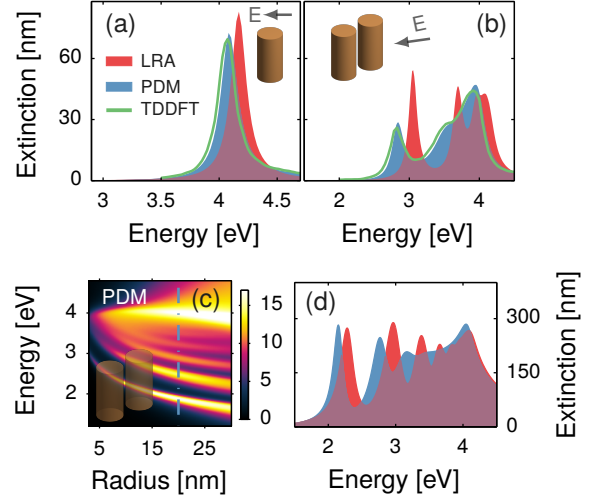 (a)
E
LRA
PDM
TDDFT
Extinction [nm]
60
30
0
3
3.5
4
4.5
Energy [eV]
(b)
E
1
2
3
4
Energy [eV]
PDM
(c)
Energy [eV]
4
3
2
5
15
25
Radius [nm]
15
10
5
0
(d)
2
3
4
Energy [eV]
300
150
0
Extinction [nm]